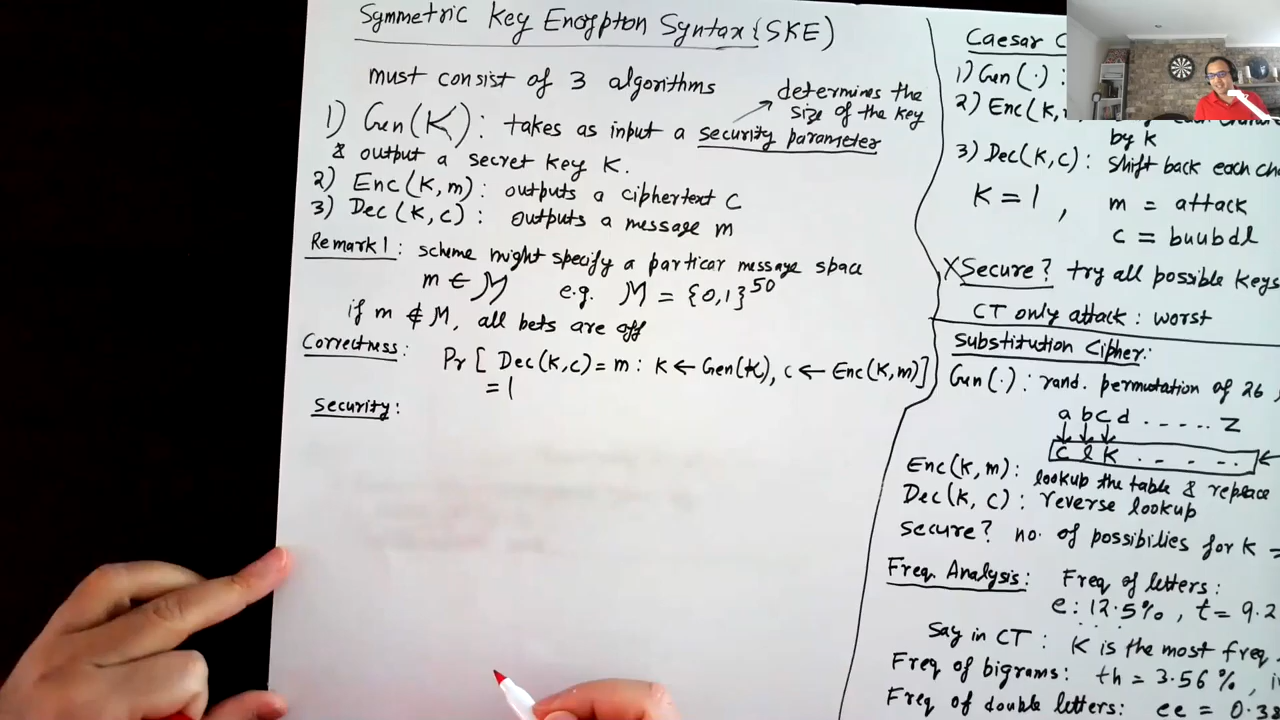 Symmetric Key Encryption Syntax (SKE)
must consist of 3 algorithms
determines the
size of the key
1) Gen(K): takes as input a security parameter
& output a secret key K.
2) Enc(K,m): outputs a ciphertext C
3) Dec(K,c): outputs a message m
Remark1: scheme might specify a particar message space
m ∈ M e.g. M = {0,1}^50
if m ∉ M, all bets are off
Correctness: Pr[Dec(K,c)=m: K ← Gen(K), c ← Enc(K,m)]
= 1
Security:
Caesar C
1) Gen(·):
2) Enc(K,
by K
3) Dec(K,C): shift back each
K = 1, m = attack
c = buubdl
X Secure? try all possible keys
CT only attack: worst
Substitution Cipher:
Gen(·): rand. permutation of 26
a b c d ..... z
c l k
Enc(K,m): lookup the table & replace
Dec(K,C): reverse lookup
Secure? no. of possibilies for K =
Freq. Analysis: Freq of letters:
e: 12.5%, t = 9.2
Say in CT: K is the most freq.
Freq of bigrams: th = 3.56%,
Freq of double letters: ee = 0.38